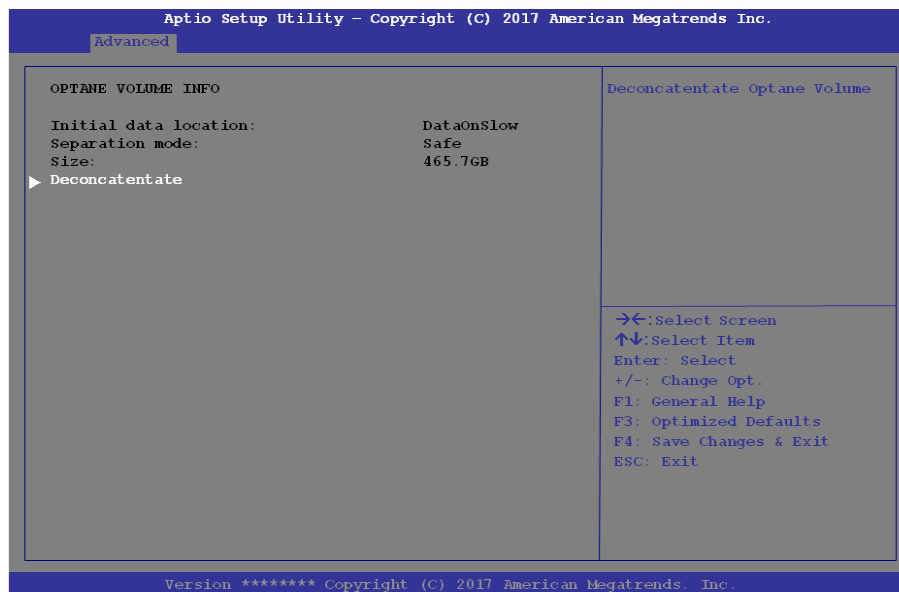 Aptio Setup Utility – Copyright (C) 2017 American Megatrends Inc.
Advanced
OPTANE VOLUME INFO
Initial data location: DataOnSlow
Separation mode: Safe
Size: 465.7GB
▶ Deconcatentate
Deconcatentate Optane Volume
→←:Select Screen
↑↓:Select Item
Enter: Select
+/-: Change Opt.
F1: General Help
F3: Optimized Defaults
F4: Save Changes & Exit
ESC: Exit
Version ******** Copyright (C) 2017 American Megatrends. Inc.